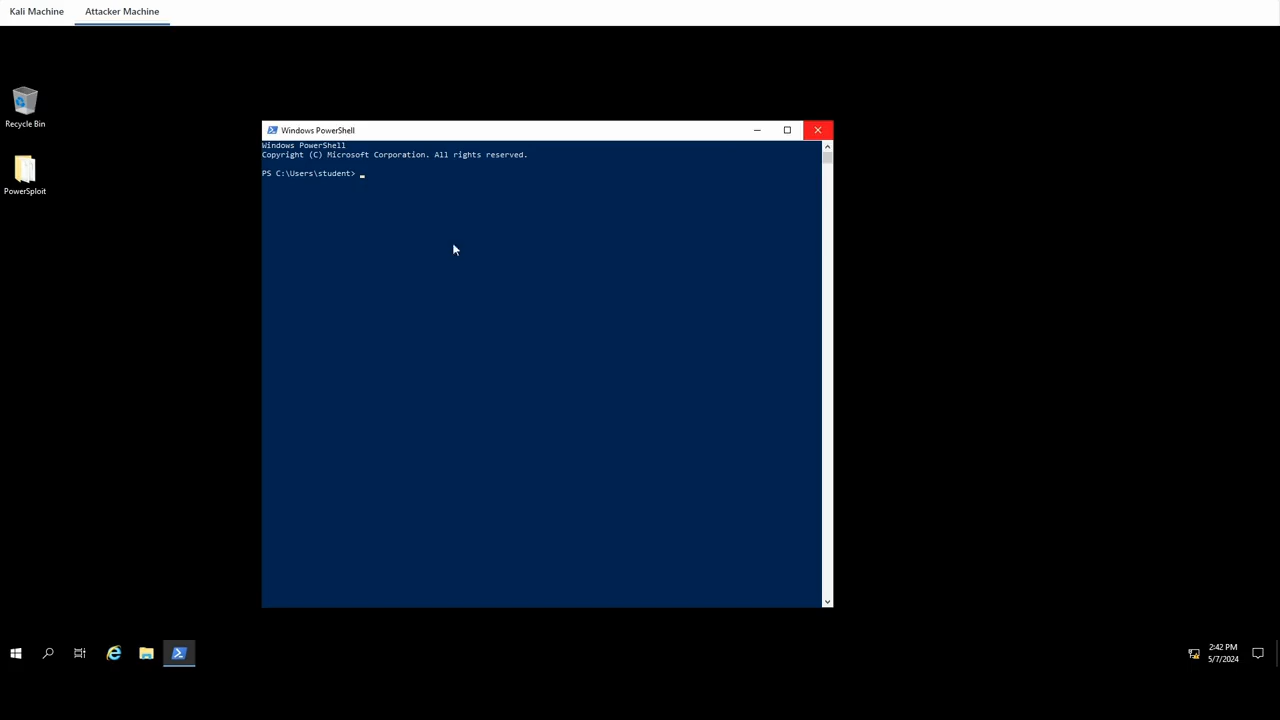 Kali Machine
Attacker Machine
Recycle Bin
PowerSploit
Windows PowerShell
Windows PowerShell
Copyright (C) Microsoft Corporation. All rights reserved.
PS C:\Users\student> _
2:42 PM
5/7/2024